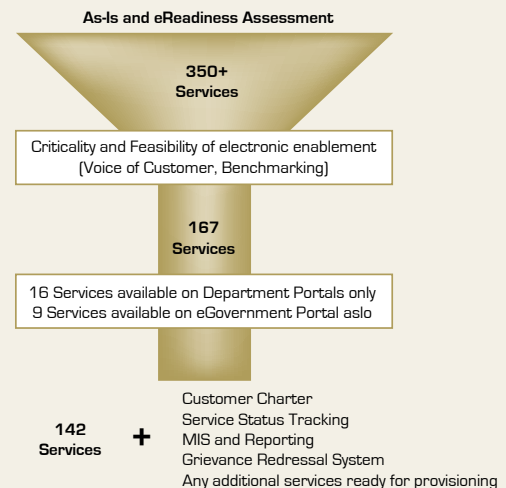 As-Is and eReadiness Assessment
350+
Services
Criticality and Feasibility of electronic enablement
(Voice of Customer, Benchmarking)
167
Services
16 Services available on Department Portals only
9 Services available on eGovernment Portal aslo
142
Services
+
Customer Charter
Service Status Tracking
MIS and Reporting
Grievance Redressal System
Any additional services ready for provisioning